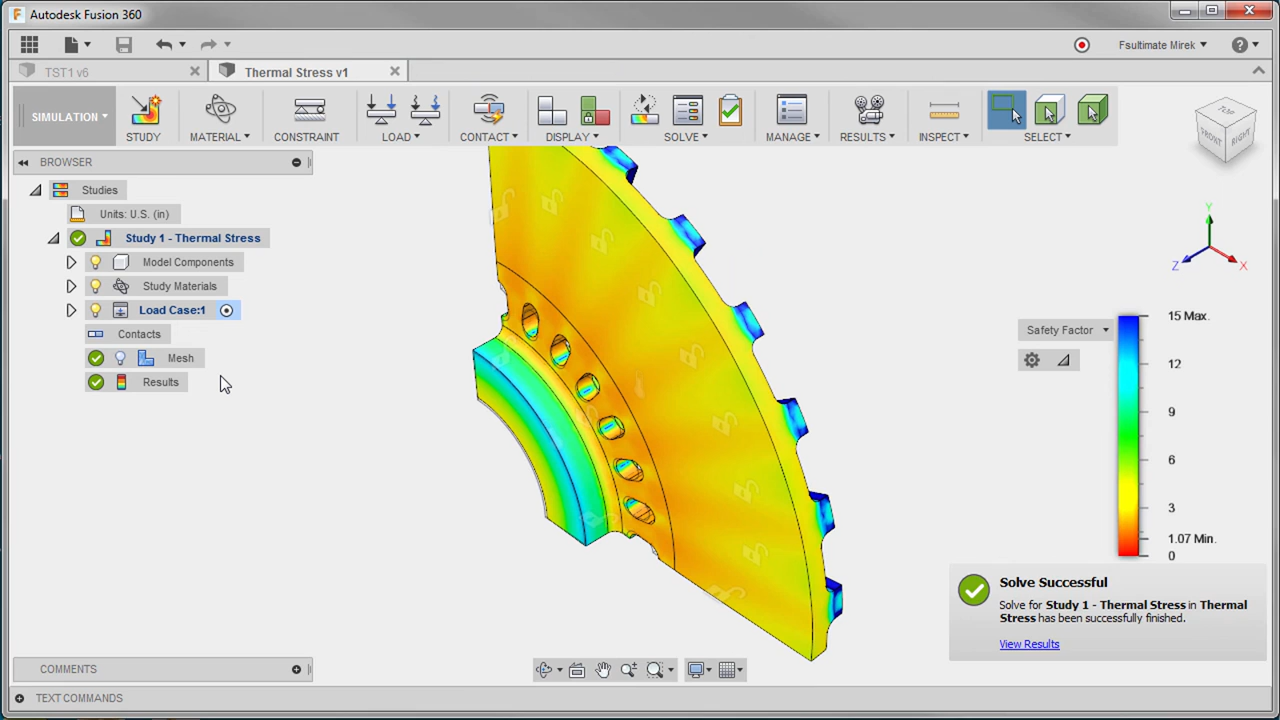 Autodesk Fusion 360
Fsultimate Mirek
TST1 v6
Thermal Stress v1
SIMULATION
STUDY
MATERIAL
CONSTRAINT
LOAD
CONTACT
DISPLAY
SOLVE
MANAGE
RESULTS
INSPECT
SELECT
TOP
FRONT
RIGHT
BROWSER
Studies
Units: U.S. (in)
Study 1 - Thermal Stress
Model Components
Study Materials
Load Case:1
Contacts
Mesh
Results
Y
Z
X
Safety Factor
15 Max.
12
9
6
3
1.07 Min.
0
Solve Successful
Solve for Study 1 - Thermal Stress in Thermal
Stress has been successfully finished.
View Results
COMMENTS
TEXT COMMANDS